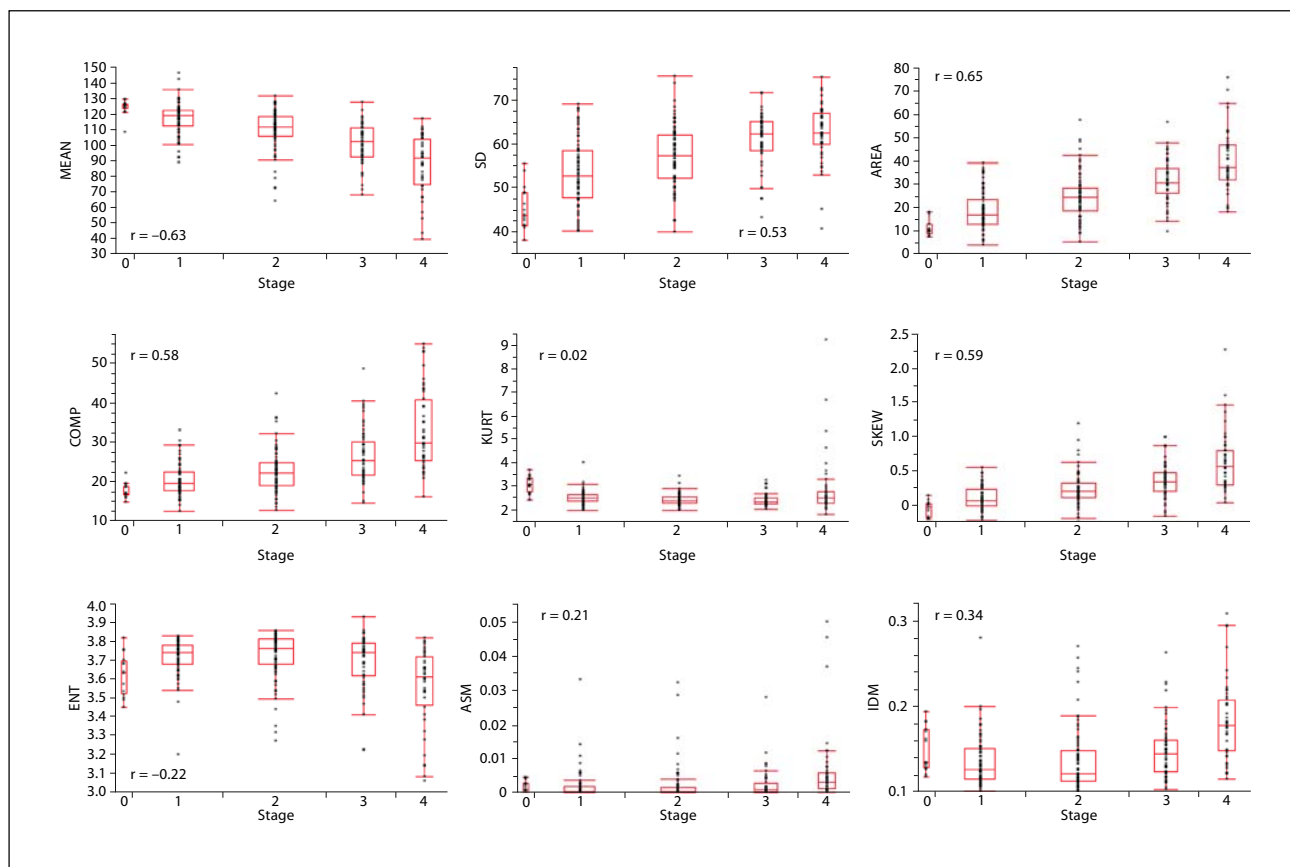 MEAN
150
140
130
120
110
100
90
80
70
60
50
40
30
r = –0.63
0 1 2 3 4
Stage
SD
70
60
50
40
r = 0.53
0 1 2 3 4
Stage
AREA
80
70
60
50
40
30
20
10
0
r = 0.65
0 1 2 3 4
Stage
COMP
50
40
30
20
10
r = 0.58
0 1 2 3 4
Stage
KURT
9
8
7
6
5
4
3
2
r = 0.02
0 1 2 3 4
Stage
SKEW
2.5
2.0
1.5
1.0
0.5
0
r = 0.59
0 1 2 3 4
Stage
ENT
4.0
3.9
3.8
3.7
3.6
3.5
3.4
3.3
3.2
3.1
3.0
r = –0.22
0 1 2 3 4
Stage
ASM
0.05
0.04
0.03
0.02
0.01
0
r = 0.21
0 1 2 3 4
Stage
IDM
0.3
0.2
0.1
r = 0.34
0 1 2 3 4
Stage